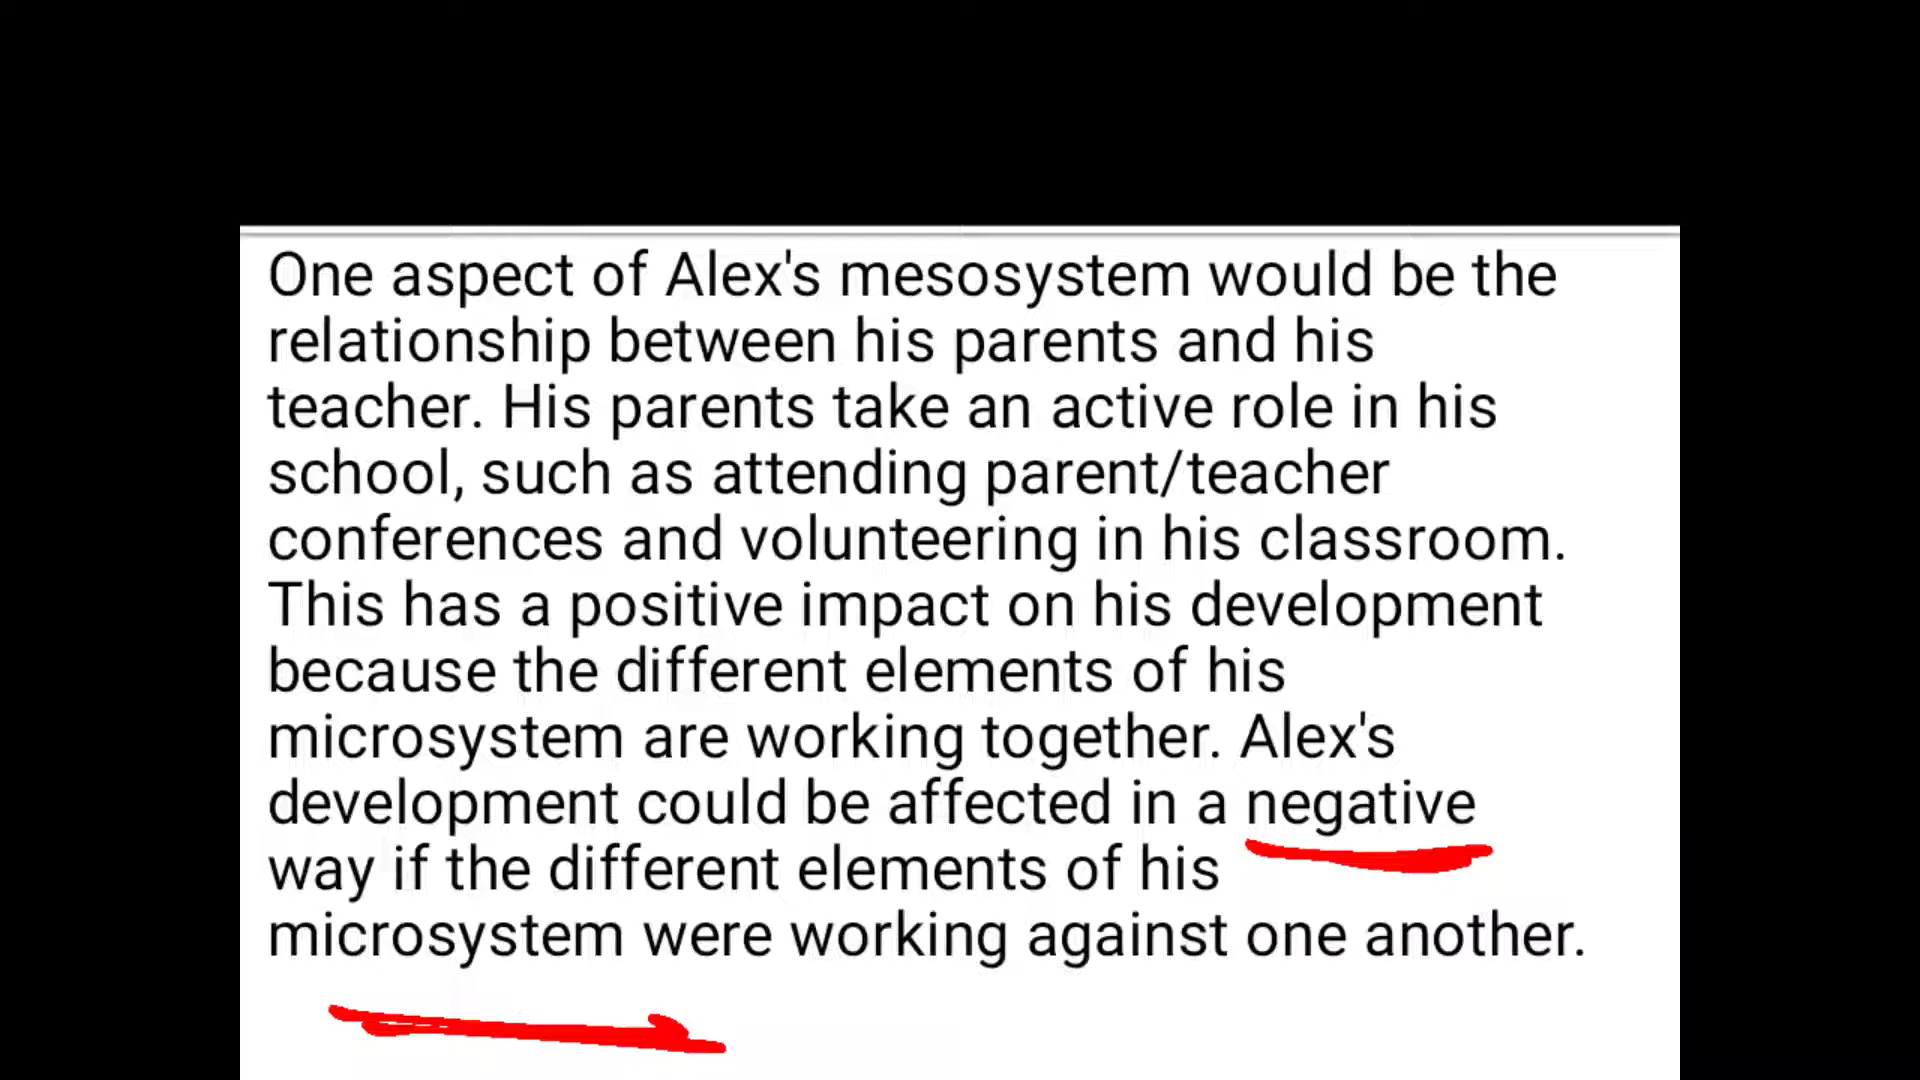 One aspect of Alex's mesosystem would be the
relationship between his parents and his
teacher. His parents take an active role in his
school, such as attending parent/teacher
conferences and volunteering in his classroom.
This has a positive impact on his development
because the different elements of his
microsystem are working together. Alex's
development could be affected in a negative
way if the different elements of his
microsystem were working against one another.